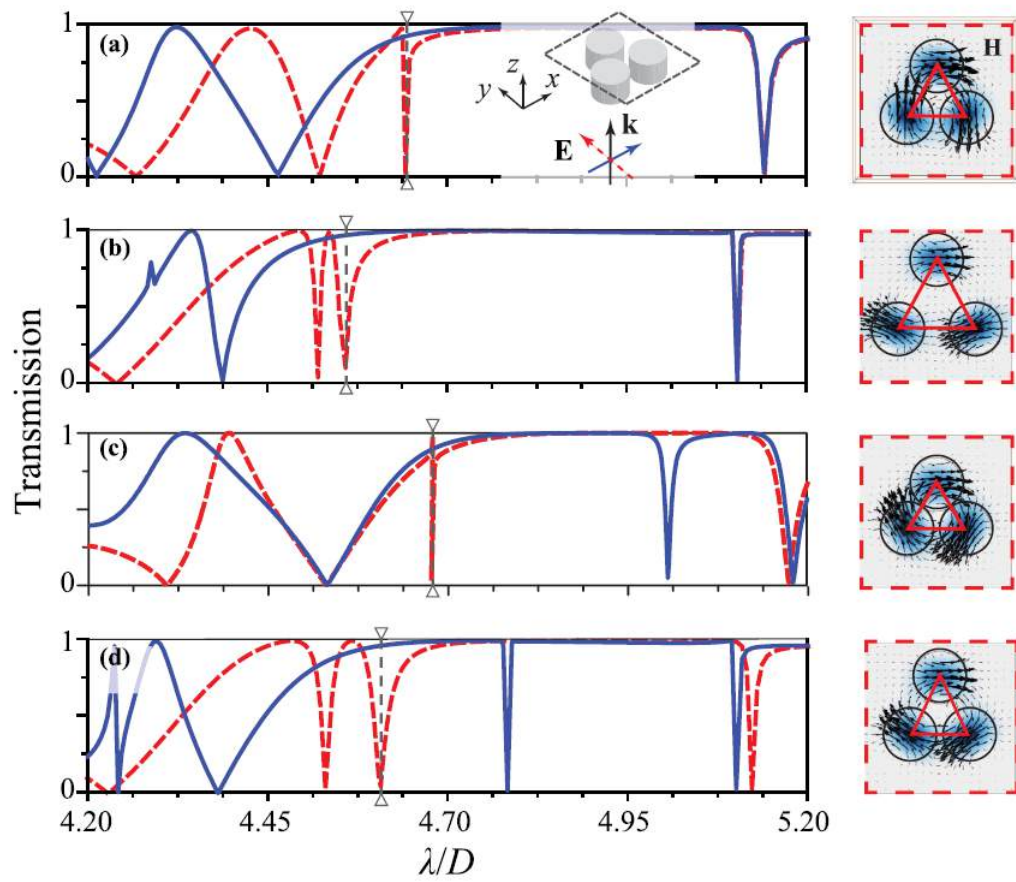 1
(a)
z
y
x
k
E
0
H
1
(b)
0
1
(c)
0
1
(d)
0
4.20
4.45
4.70
4.95
5.20
Transmission
λ/D